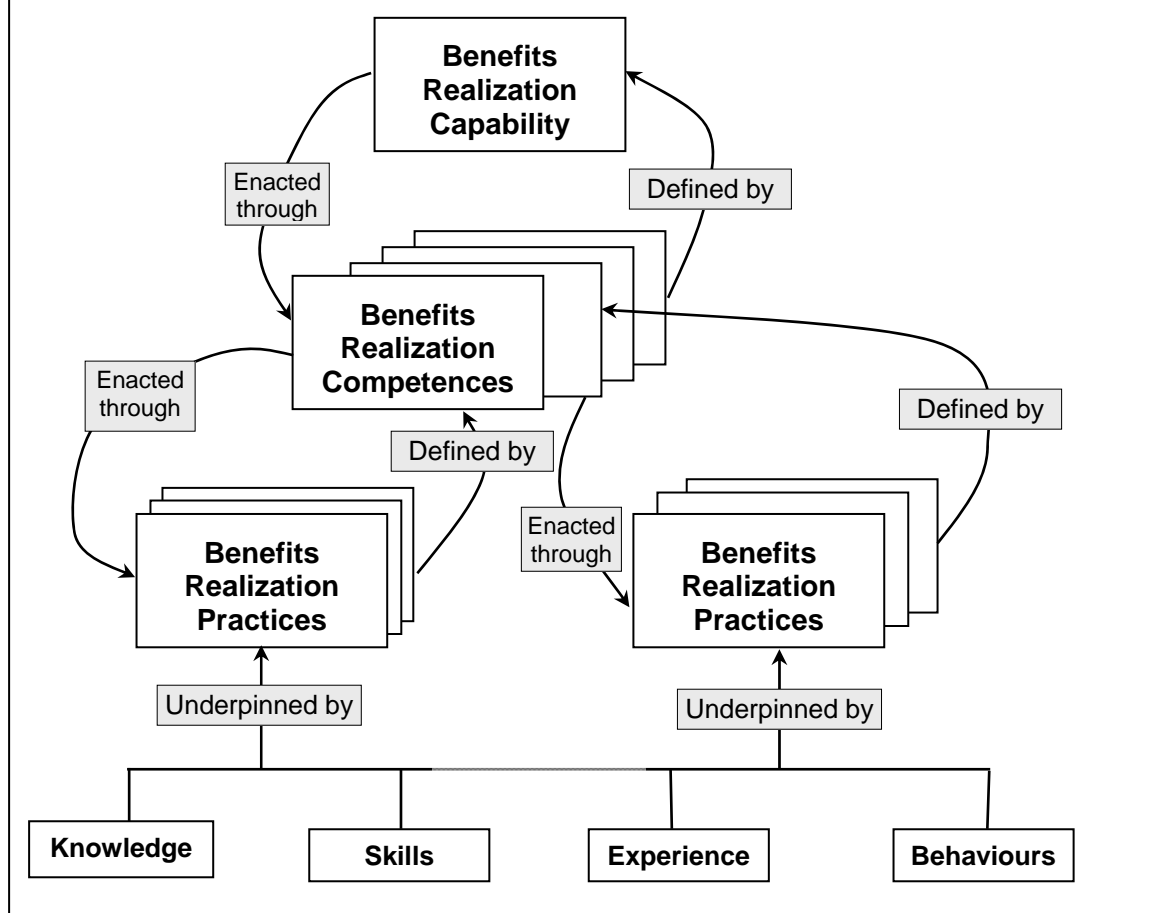 Benefits
Realization
Capability
Enacted
through
Defined by
Benefits
Realization
Competences
Enacted
through
Defined by
Defined by
Enacted
through
Benefits
Realization
Practices
Benefits
Realization
Practices
Underpinned by
Underpinned by
Knowledge
Skills
Experience
Behaviours